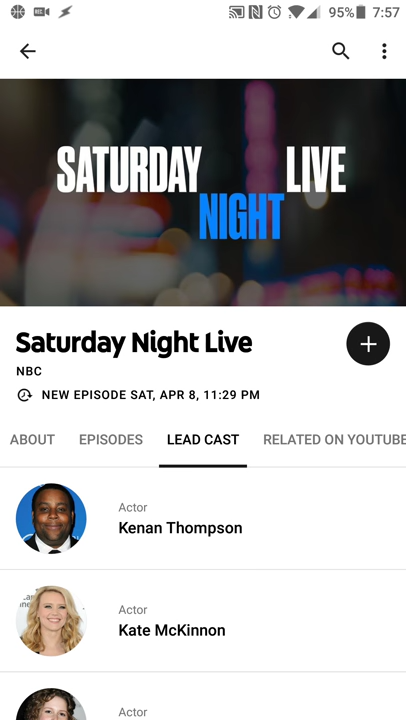 95% 7:57
SATURDAY LIVE
NIGHT
Saturday Night Live
NBC
NEW EPISODE SAT, APR 8, 11:29 PM
ABOUT EPISODES LEAD CAST RELATED ON YOUTUBE
Actor
Kenan Thompson
Actor
Kate McKinnon
Actor